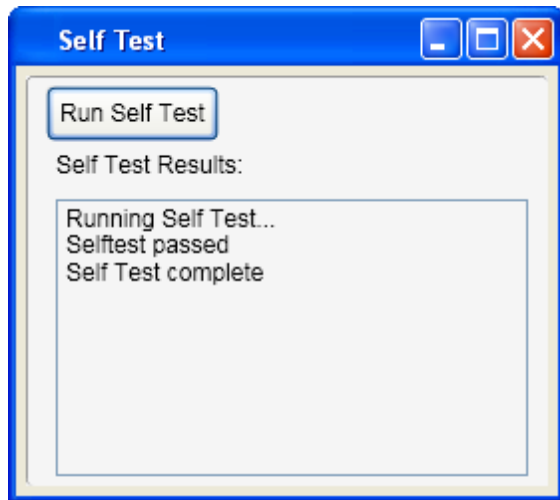 Self Test
Run Self Test
Self Test Results:
Running Self Test...
Selftest passed
Self Test complete